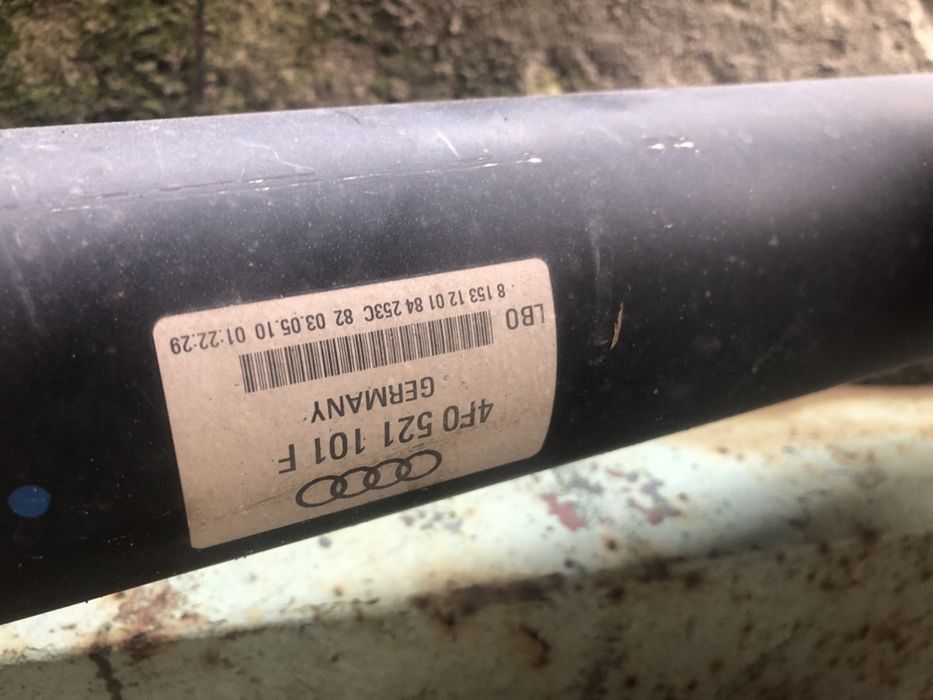 4F0 521 101 F
GERMANY
LBO
8 153 12 01 84 253C 82 03.05.10 01:22:29